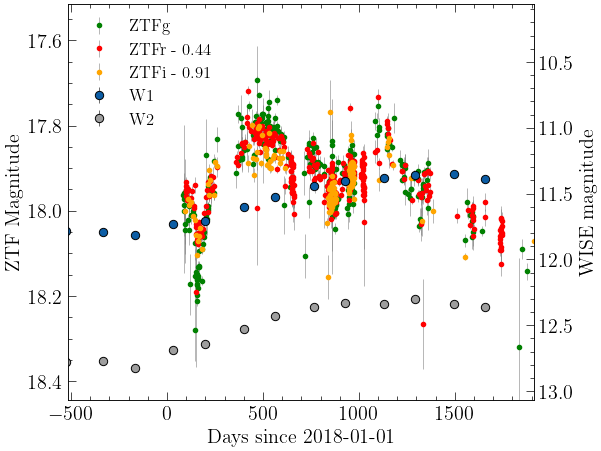 ZTFg
ZTFr - 0.44
ZTFi - 0.91
W1
W2
17.6
17.8
18.0
18.2
18.4
ZTF Magnitude
10.5
11.0
11.5
12.0
12.5
13.0
WISE magnitude
−500
0
500
1000
1500
Days since 2018-01-01